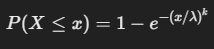 P(X ≤ x) = 1 − e^{−(x/λ)^k}